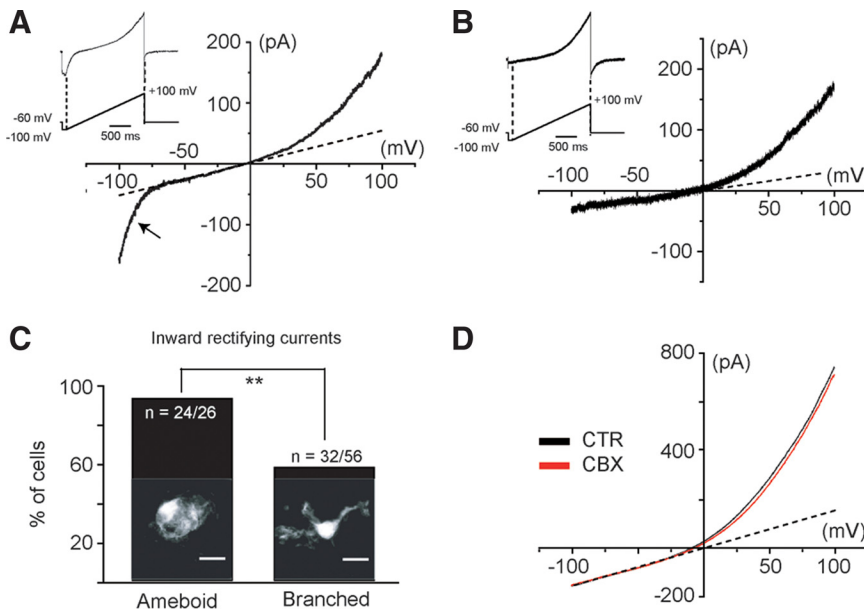 A
(pA)
200
100
+100 mV
-60 mV
-100 mV
500 ms
-50
(mV)
-100
50
100
-100
-200
B
(pA)
200
150
100
+100 mV
-60 mV
-100 mV
500 ms
50
-50
(mV)
-100
50
100
-100
C
Inward rectifying currents
**
100
n = 24/26
n = 32/56
60
20
% of cells
Ameboid
Branched
D
800
(pA)
CTR
CBX
400
(mV)
-100
50
100
-200